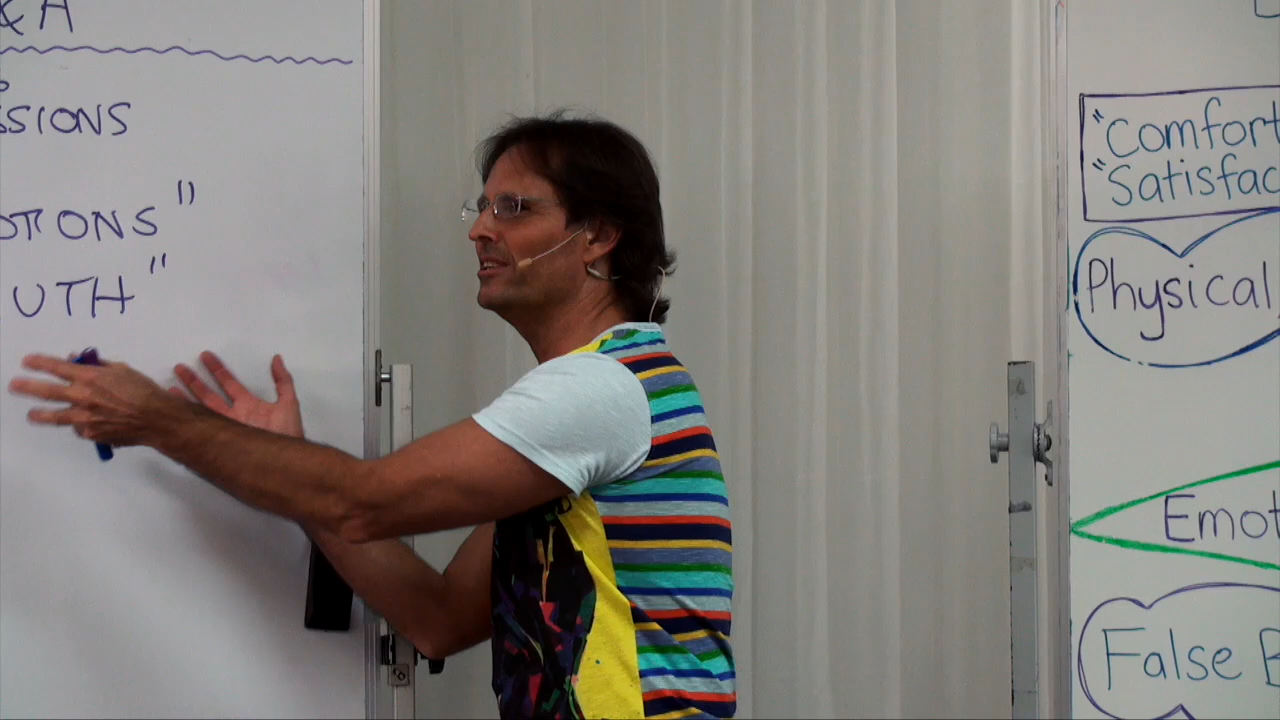 & A
SSIONS
OTIONS"
UTH"
"Comfort
"Satisfac
Physical
Emot
False B